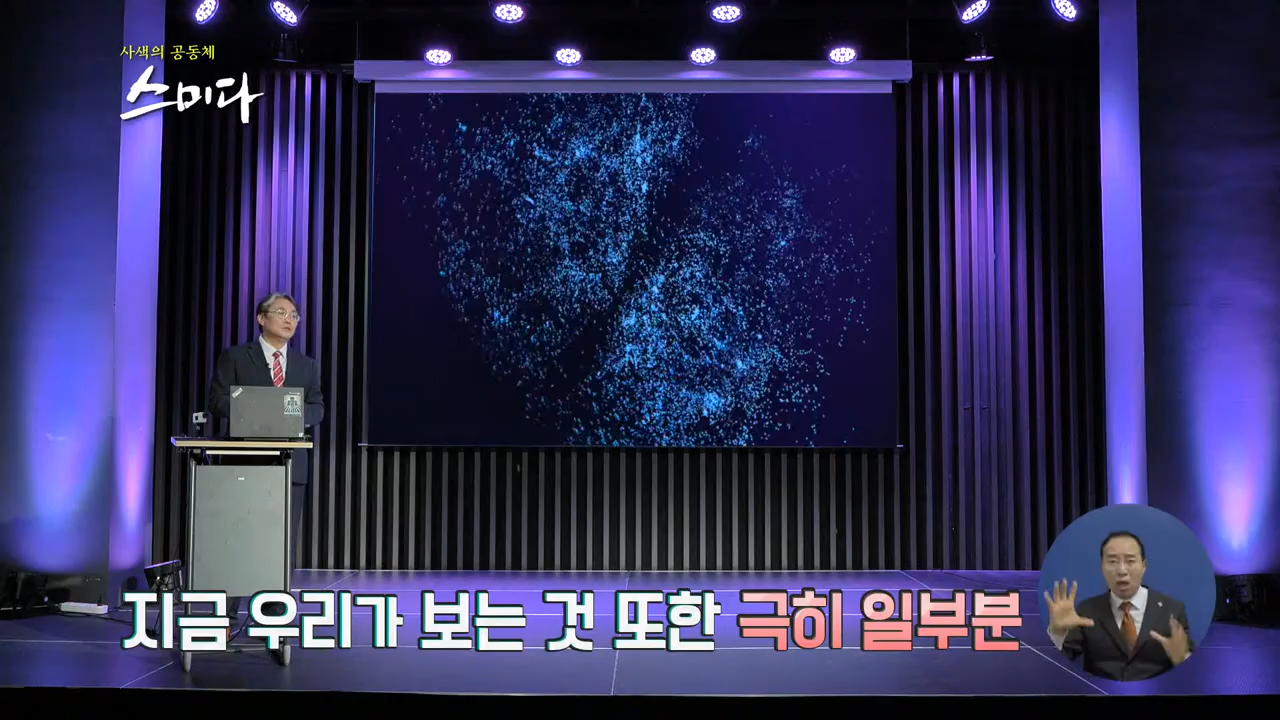 사색의 공동체
스미다
지금 우리가 보는 것 또한 극히 일부분